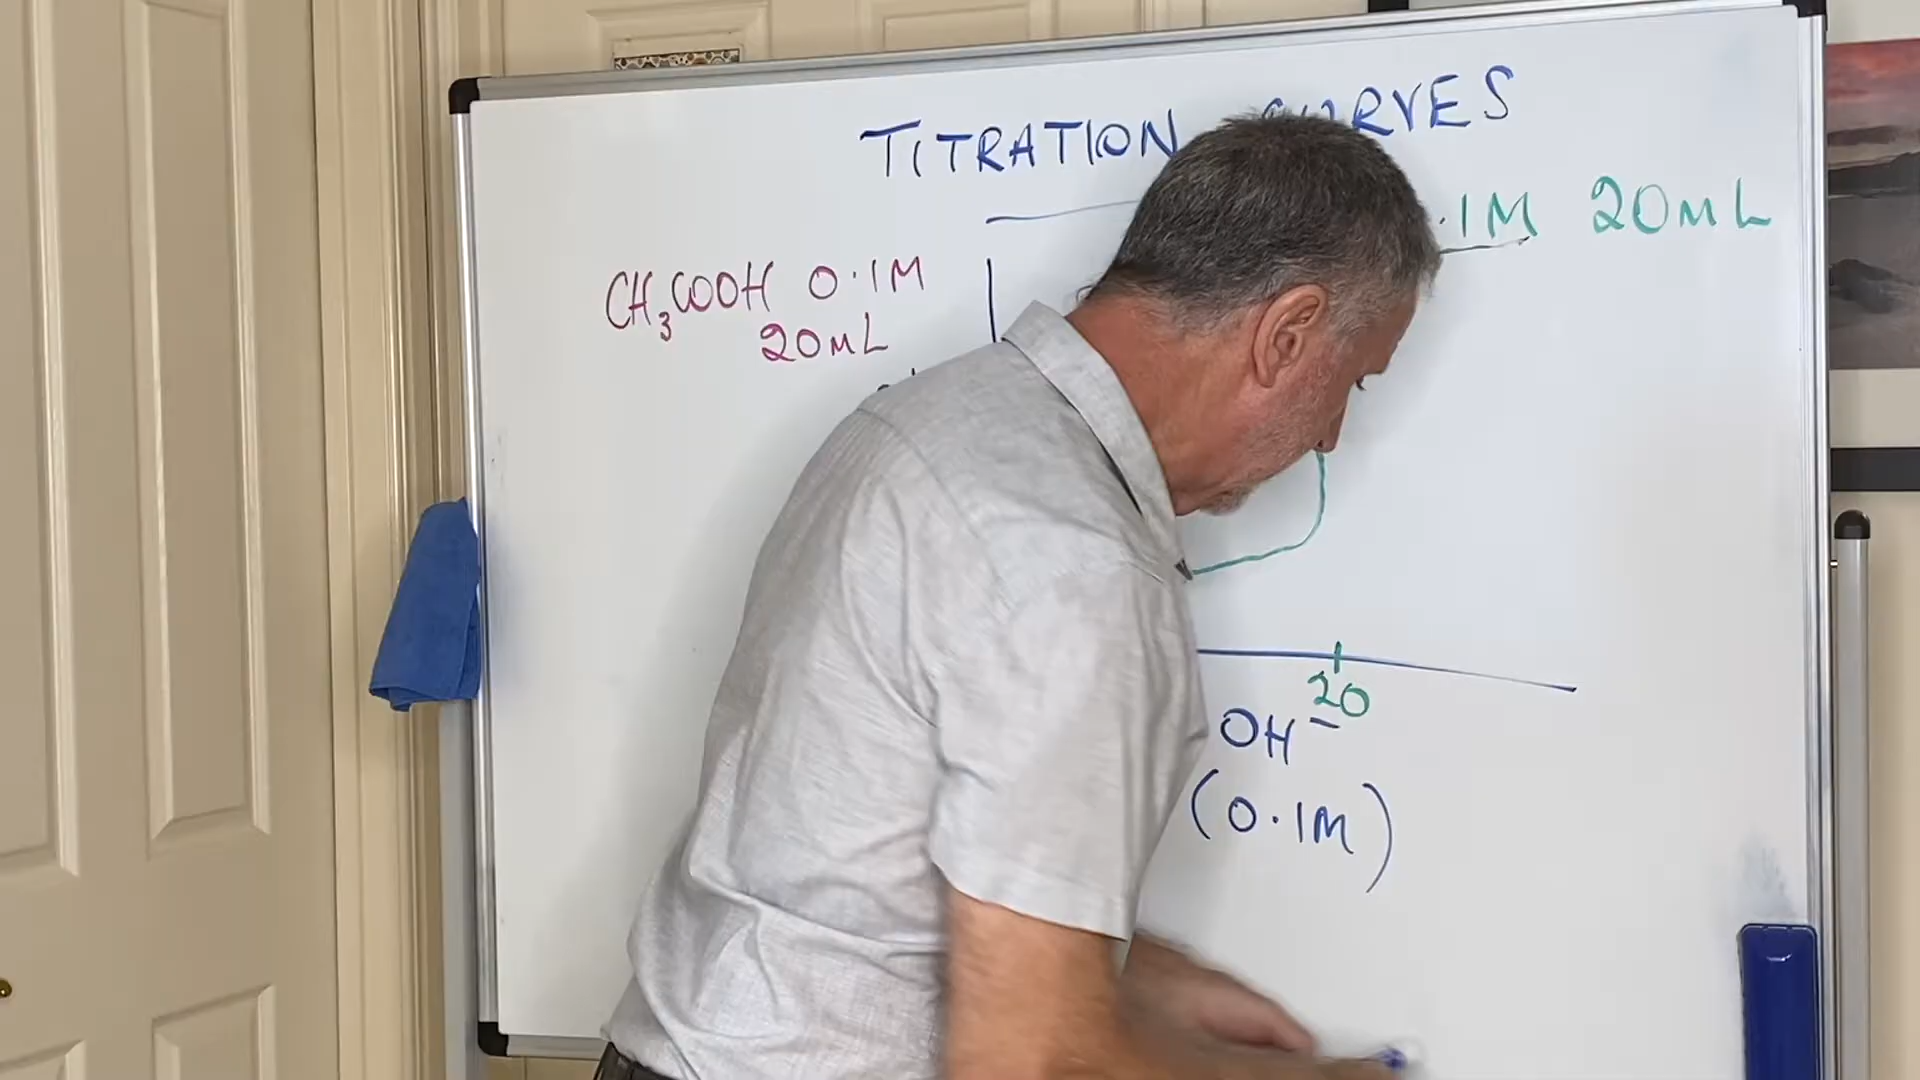 TITRATION CURVES
.1M 20mL
CH₃COOH 0.1M
20mL
20
OH⁻
(0.1M)